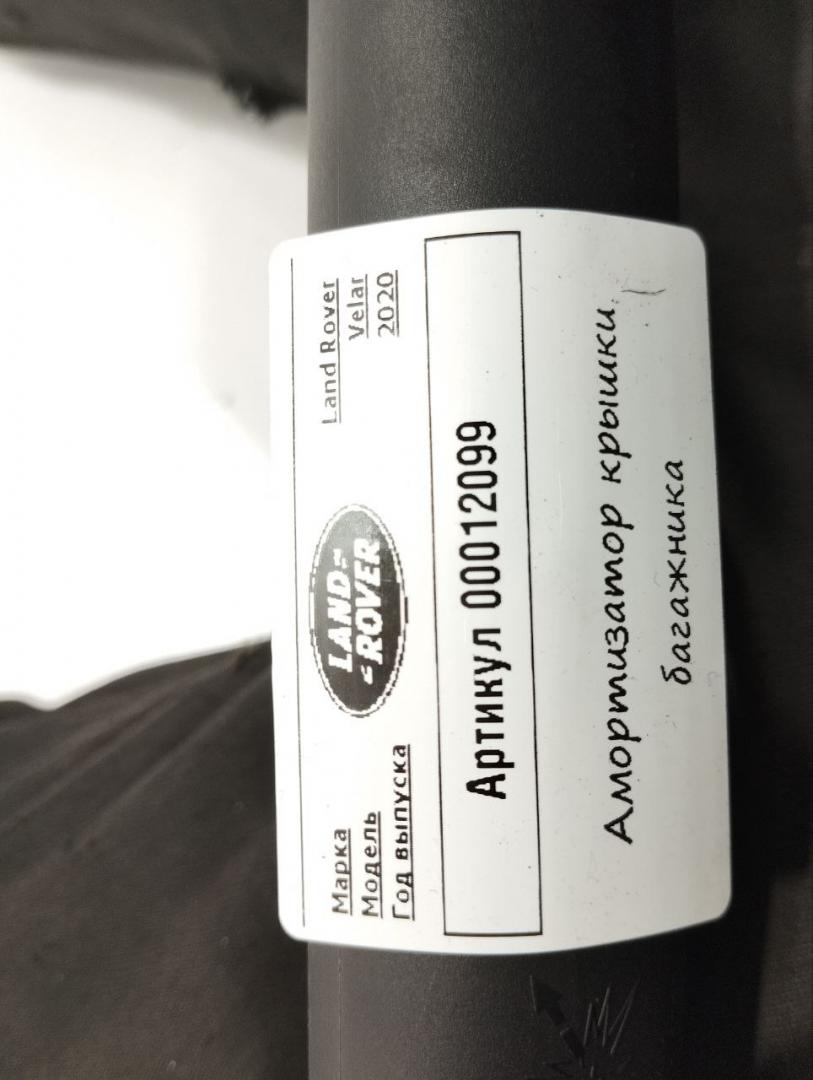 Марка Land Rover
Модель Velar
Год выпуска 2020
LAND
ROVER
Артикул 00012099
Амортизатор крышки
багажника